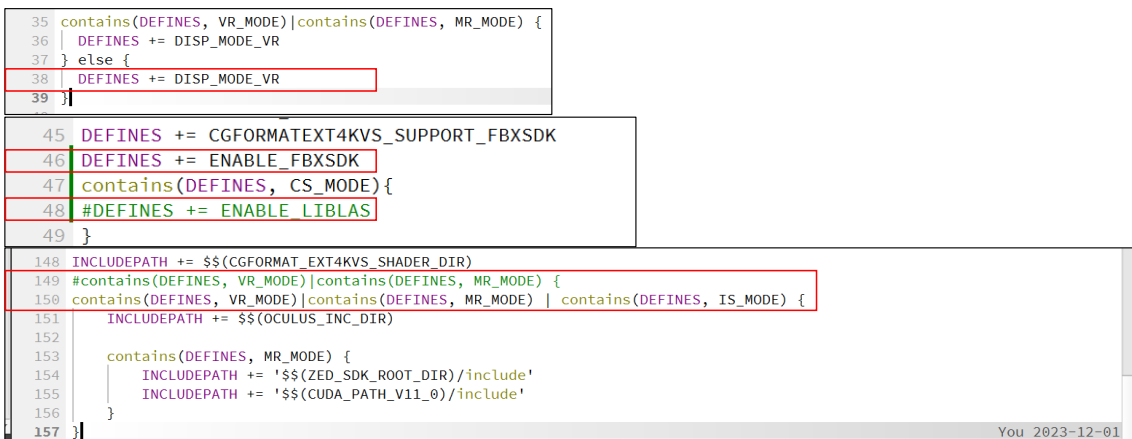 35 contains(DEFINES, VR_MODE)|contains(DEFINES, MR_MODE) {
36 DEFINES += DISP_MODE_VR
37 } else {
38 DEFINES += DISP_MODE_VR
39 }
45 DEFINES += CGFORMATEXT4KVS_SUPPORT_FBXSDK
46 DEFINES += ENABLE_FBXSDK
47 contains(DEFINES, CS_MODE){
48 #DEFINES += ENABLE_LIBLAS
49 }
148 INCLUDEPATH += $$(CGFORMAT_EXT4KVS_SHADER_DIR)
149 #contains(DEFINES, VR_MODE)|contains(DEFINES, MR_MODE) {
150 contains(DEFINES, VR_MODE)|contains(DEFINES, MR_MODE) | contains(DEFINES, IS_MODE) {
151 INCLUDEPATH += $$(OCULUS_INC_DIR)
152
153 contains(DEFINES, MR_MODE) {
154 INCLUDEPATH += '$$(ZED_SDK_ROOT_DIR)/include'
155 INCLUDEPATH += '$$(CUDA_PATH_V11_0)/include'
156 }
157 } You 2023-12-01